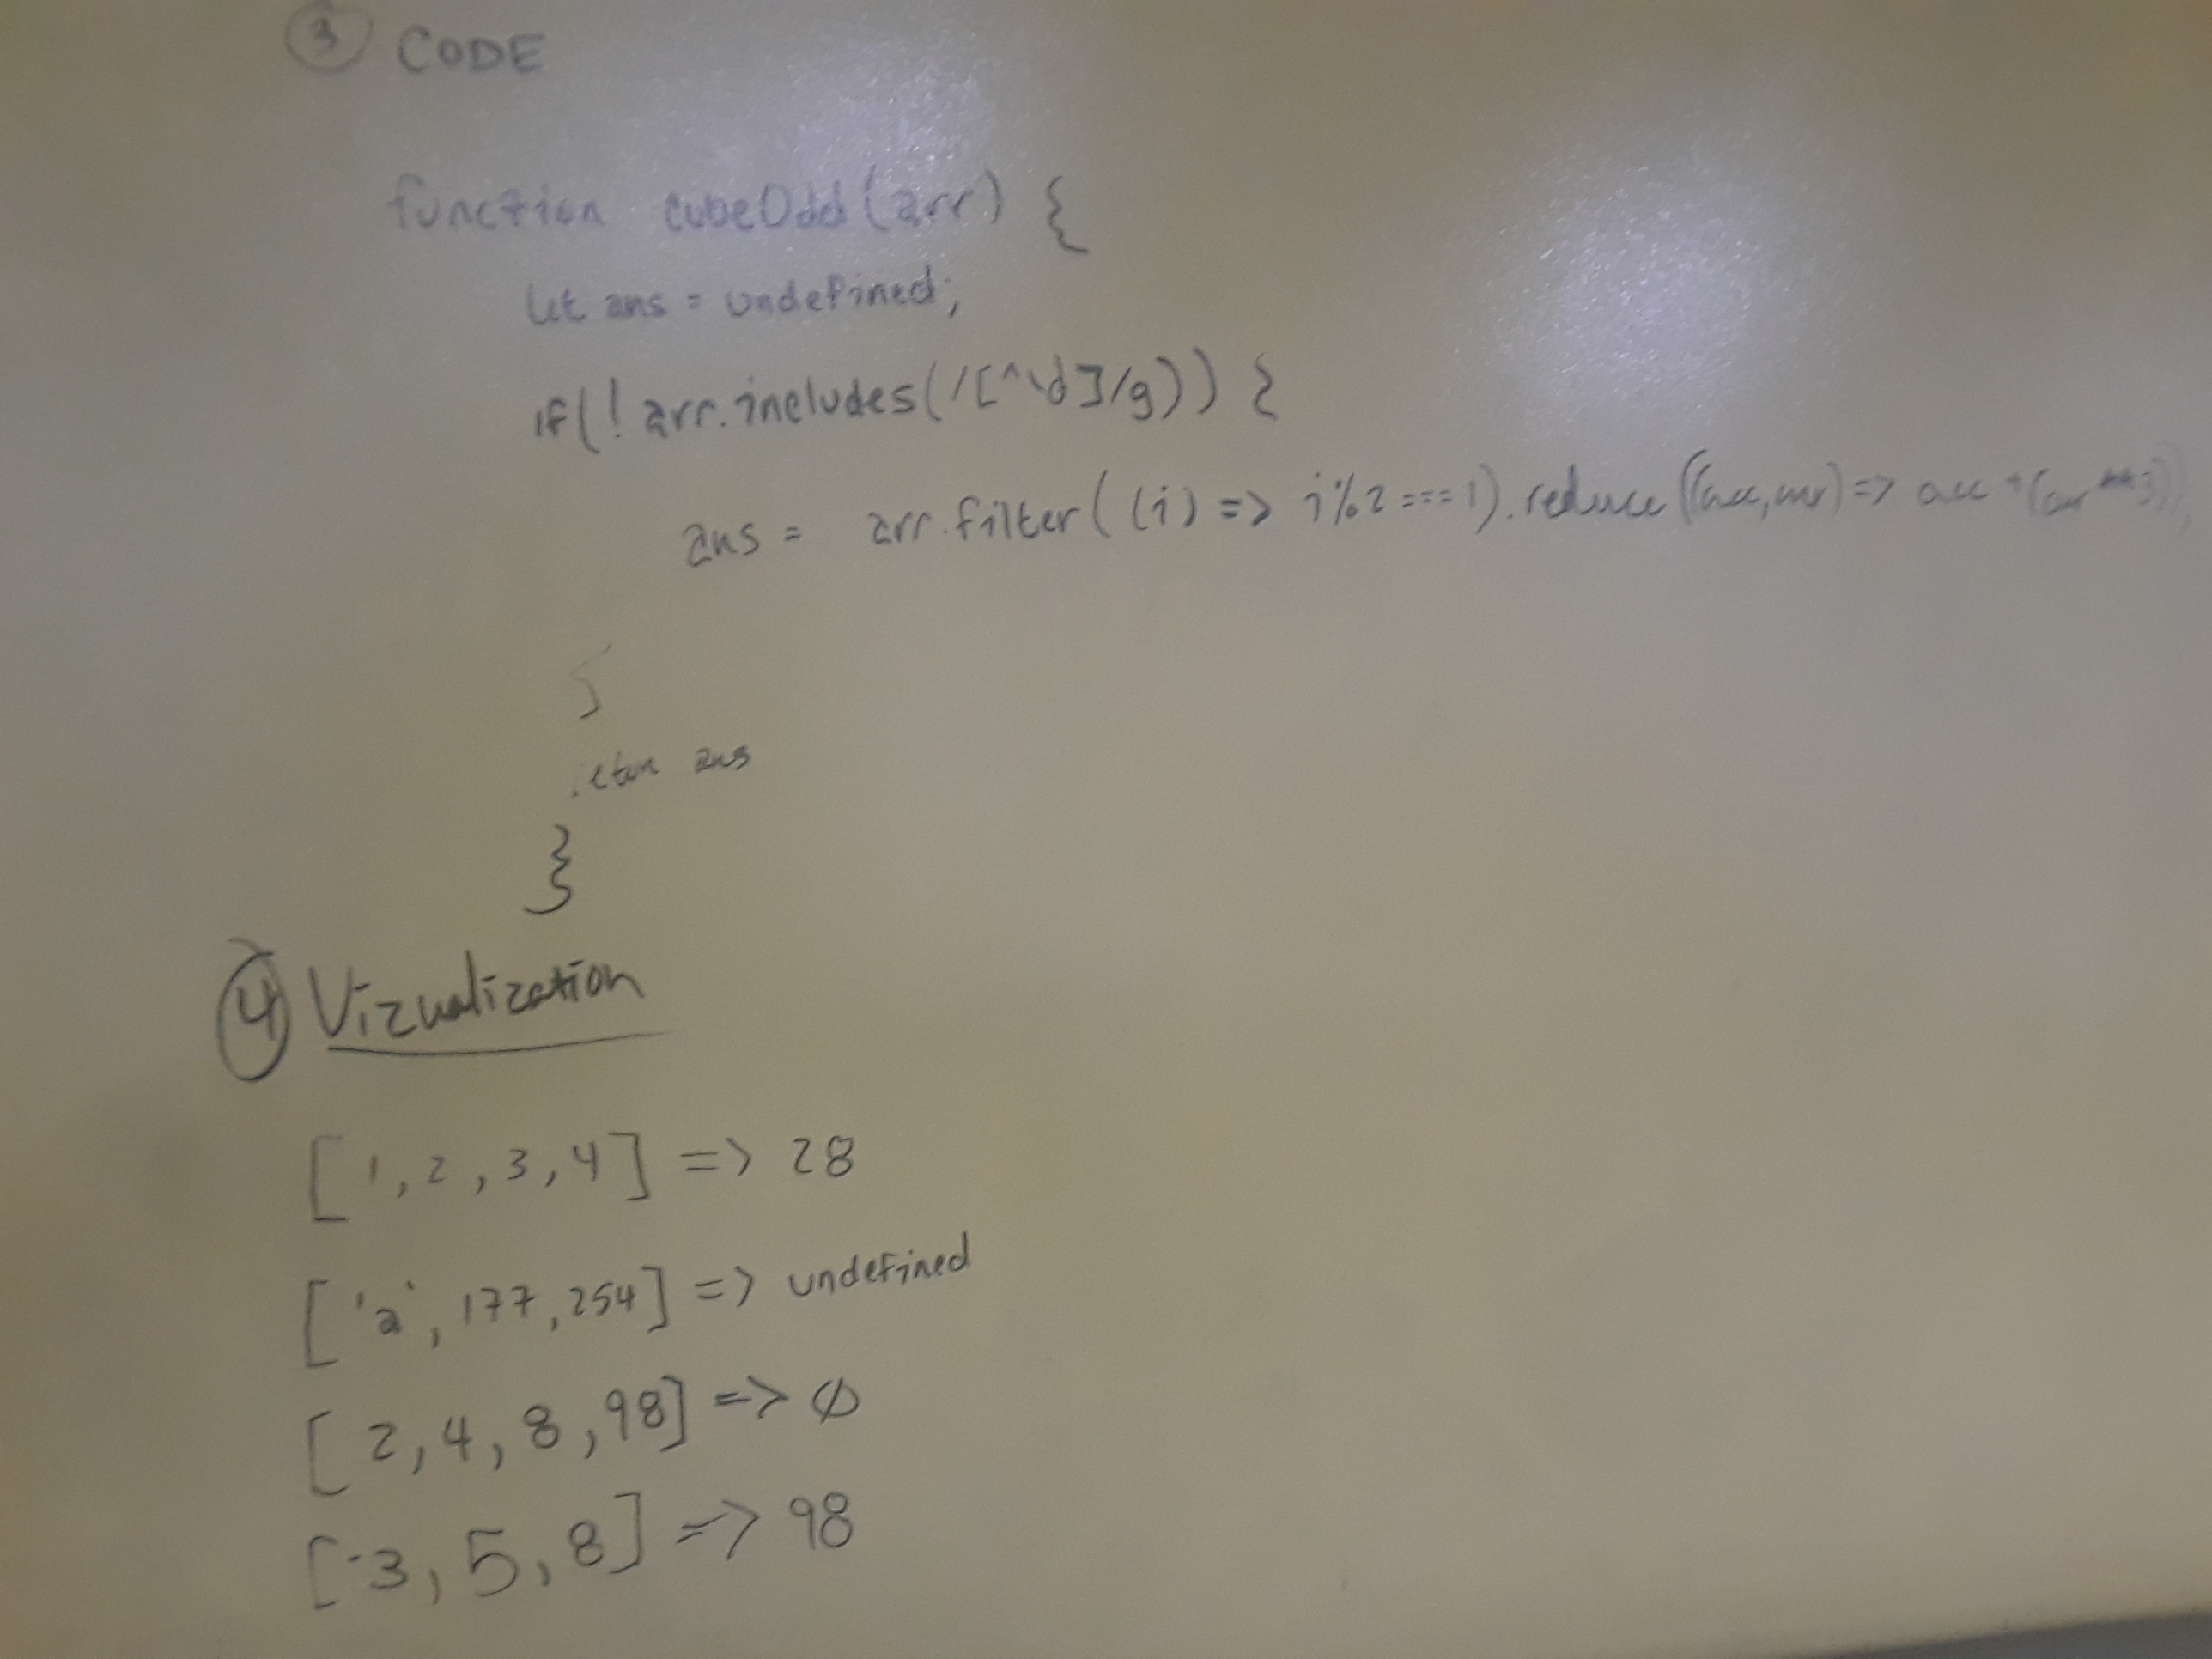 ③ CODE
function cubeOdd(arr) {
let ans = undefined;
if(! arr.includes(/[^\d]/g)) {
ans = arr.filter( (i) => i%2 === 1).reduce((acc,cur) => acc + (cur**3))
}
return ans
}
④ Vizualization
[1,2,3,4] => 28
['a', 177, 254] => undefined
[2,4,8,98] => Ø
[-3,5,8] => 98